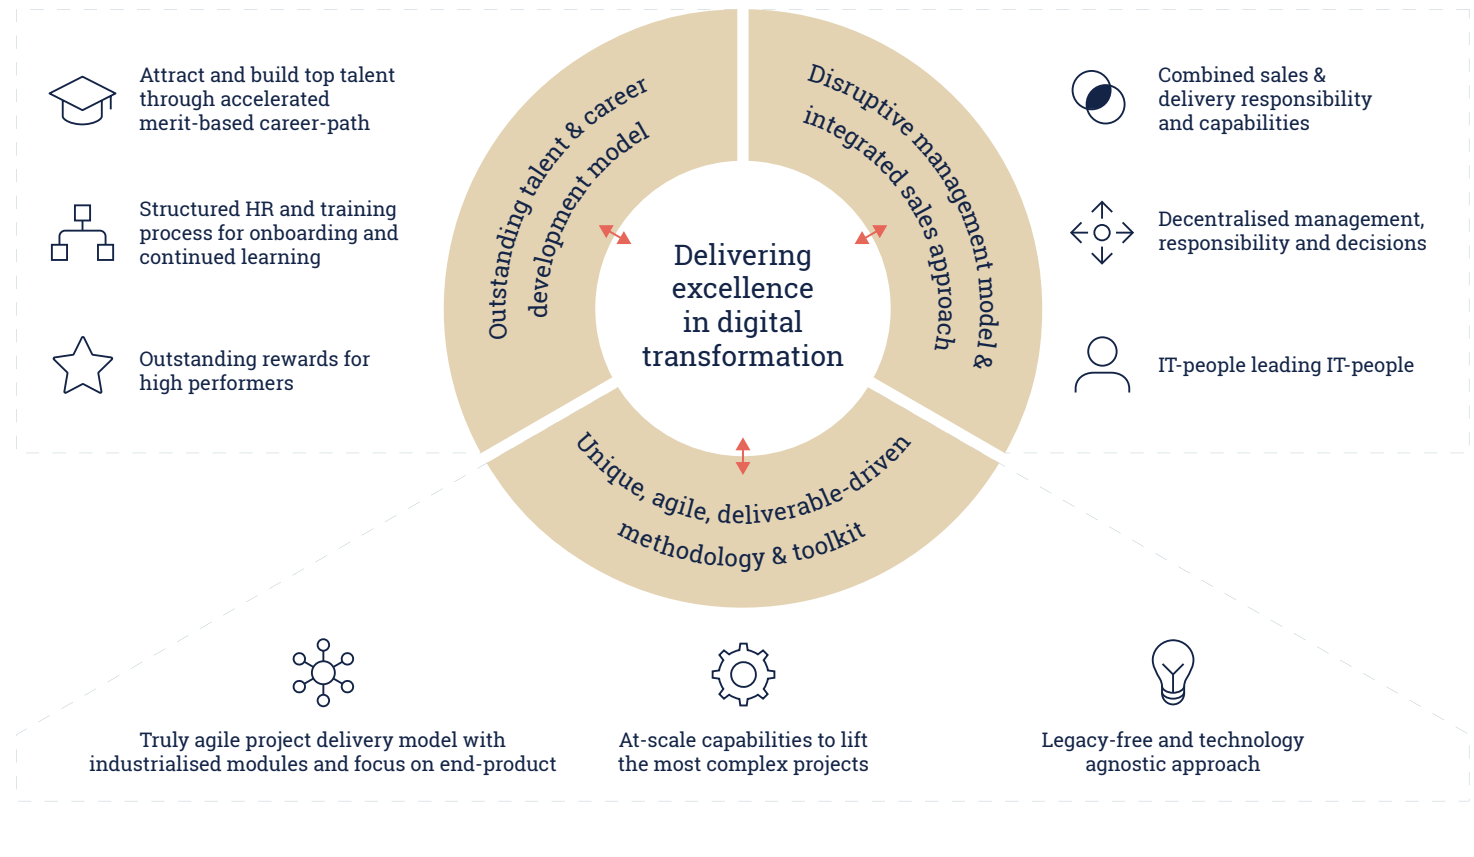 Attract and build top talent
through accelerated
merit-based career-path
Structured HR and training
process for onboarding and
continued learning
Outstanding rewards for
high performers
Outstanding talent & career
development model
Disruptive management model &
integrated sales approach
Delivering
excellence
in digital
transformation
Unique, agile, deliverable-driven
methodology & toolkit
Combined sales &
delivery responsibility
and capabilities
Decentralised management,
responsibility and decisions
IT-people leading IT-people
Truly agile project delivery model with
industrialised modules and focus on end-product
At-scale capabilities to lift
the most complex projects
Legacy-free and technology
agnostic approach